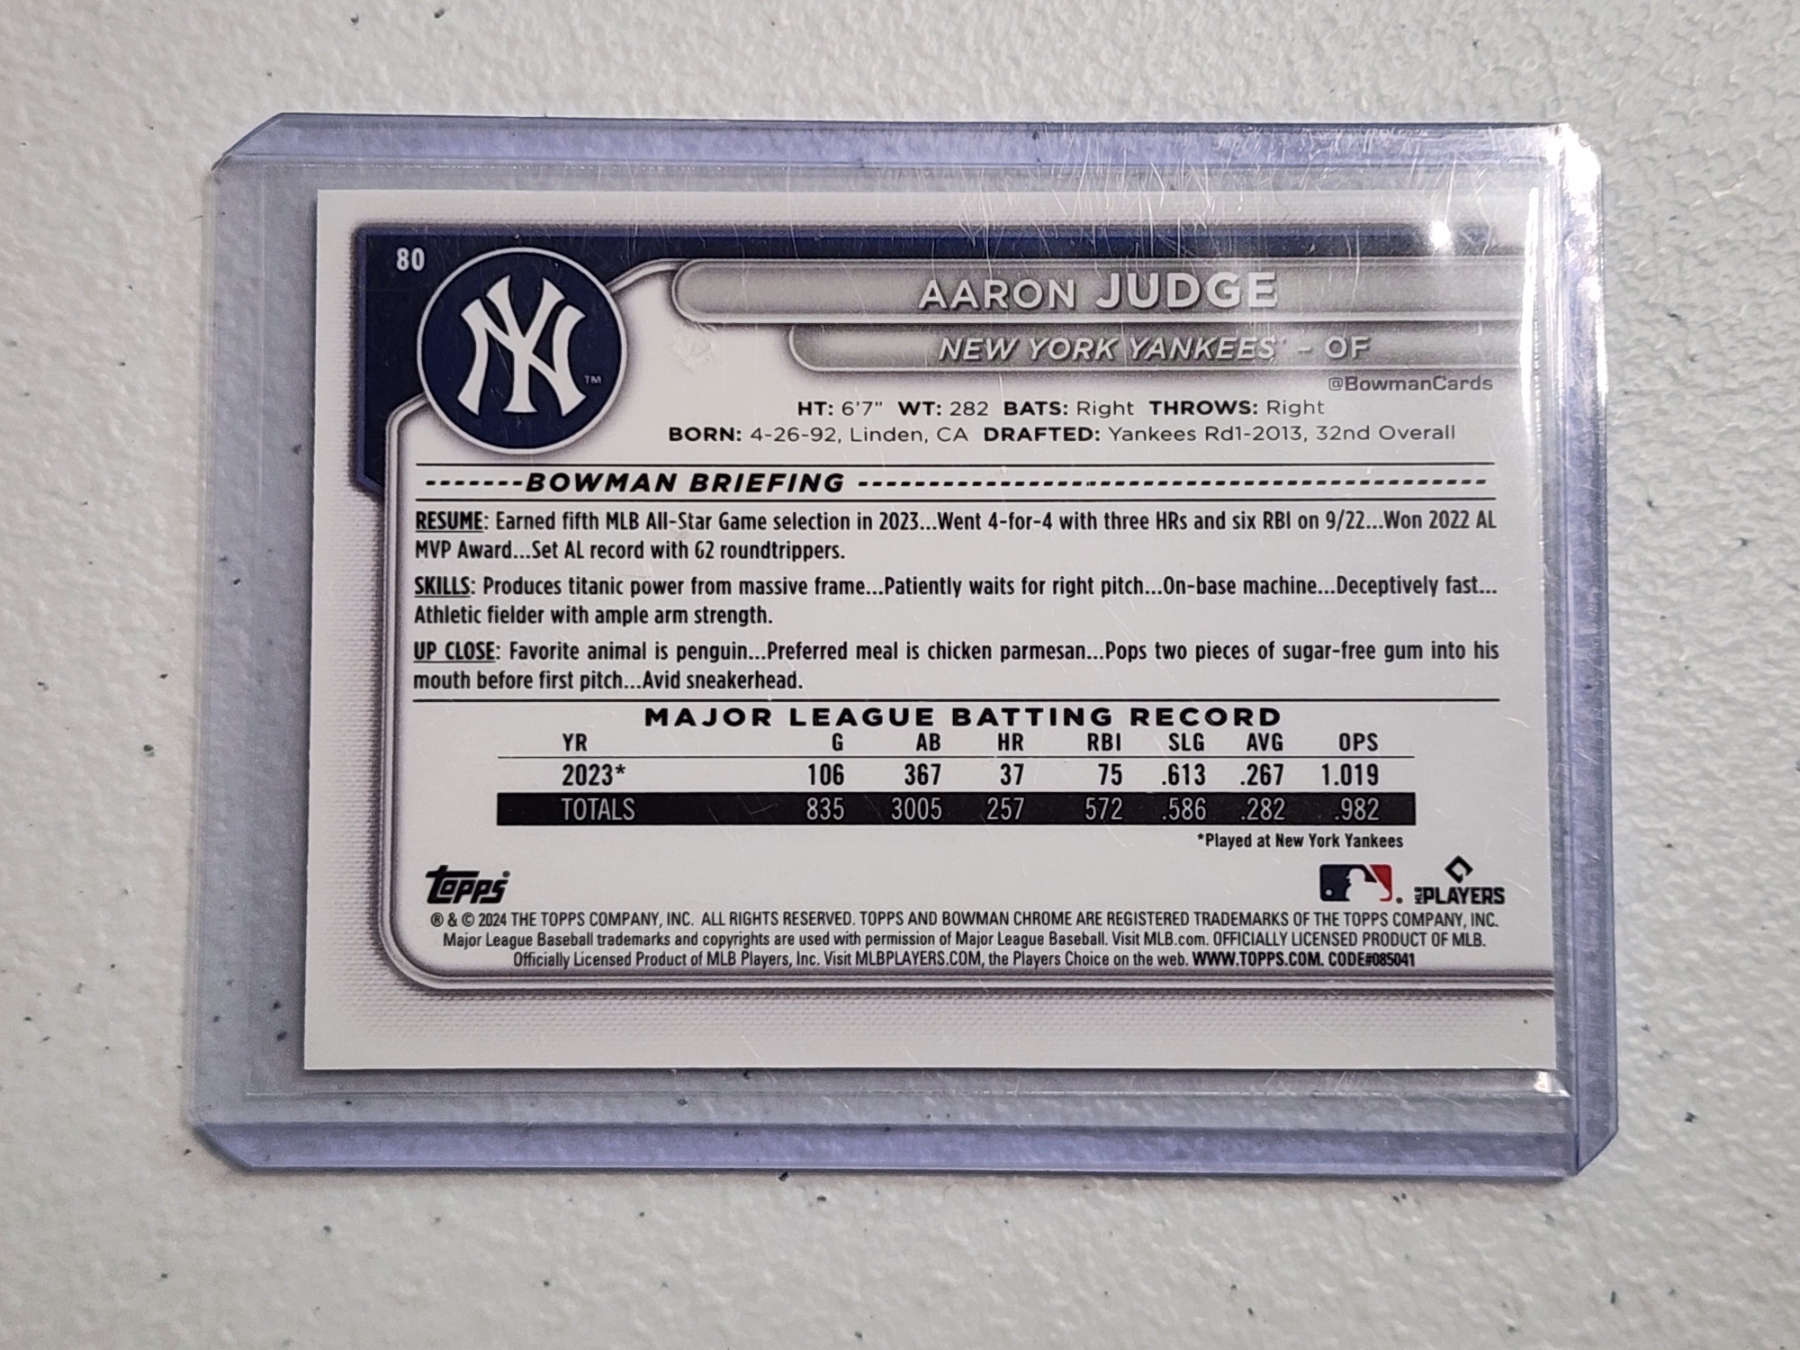 80
NY
TM
AARON JUDGE
NEW YORK YANKEES - OF
@BowmanCards
HT: 6'7" WT: 282 BATS: Right THROWS: Right
BORN: 4-26-92, Linden, CA DRAFTED: Yankees Rd1-2013, 32nd Overall
-------BOWMAN BRIEFING --------------------------------------------
RESUME: Earned fifth MLB All-Star Game selection in 2023...Went 4-for-4 with three HRs and six RBI on 9/22...Won 2022 AL
MVP Award...Set AL record with 62 roundtrippers.
SKILLS: Produces titanic power from massive frame...Patiently waits for right pitch...On-base machine...Deceptively fast...
Athletic fielder with ample arm strength.
UP CLOSE: Favorite animal is penguin...Preferred meal is chicken parmesan...Pops two pieces of sugar-free gum into his
mouth before first pitch...Avid sneakerhead.
MAJOR LEAGUE BATTING RECORD
YR G AB HR RBI SLG AVG OPS
2023* 106 367 37 75 .613 .267 1.019
TOTALS 835 3005 257 572 .586 .282 .982
*Played at New York Yankees
topps
MLB PLAYERS
® & © 2024 THE TOPPS COMPANY, INC. ALL RIGHTS RESERVED. TOPPS AND BOWMAN CHROME ARE REGISTERED TRADEMARKS OF THE TOPPS COMPANY, INC.
Major League Baseball trademarks and copyrights are used with permission of Major League Baseball. Visit MLB.com. OFFICIALLY LICENSED PRODUCT OF MLB.
Officially Licensed Product of MLB Players, Inc. Visit MLBPLAYERS.COM, the Players Choice on the web. WWW.TOPPS.COM. CODE#085041